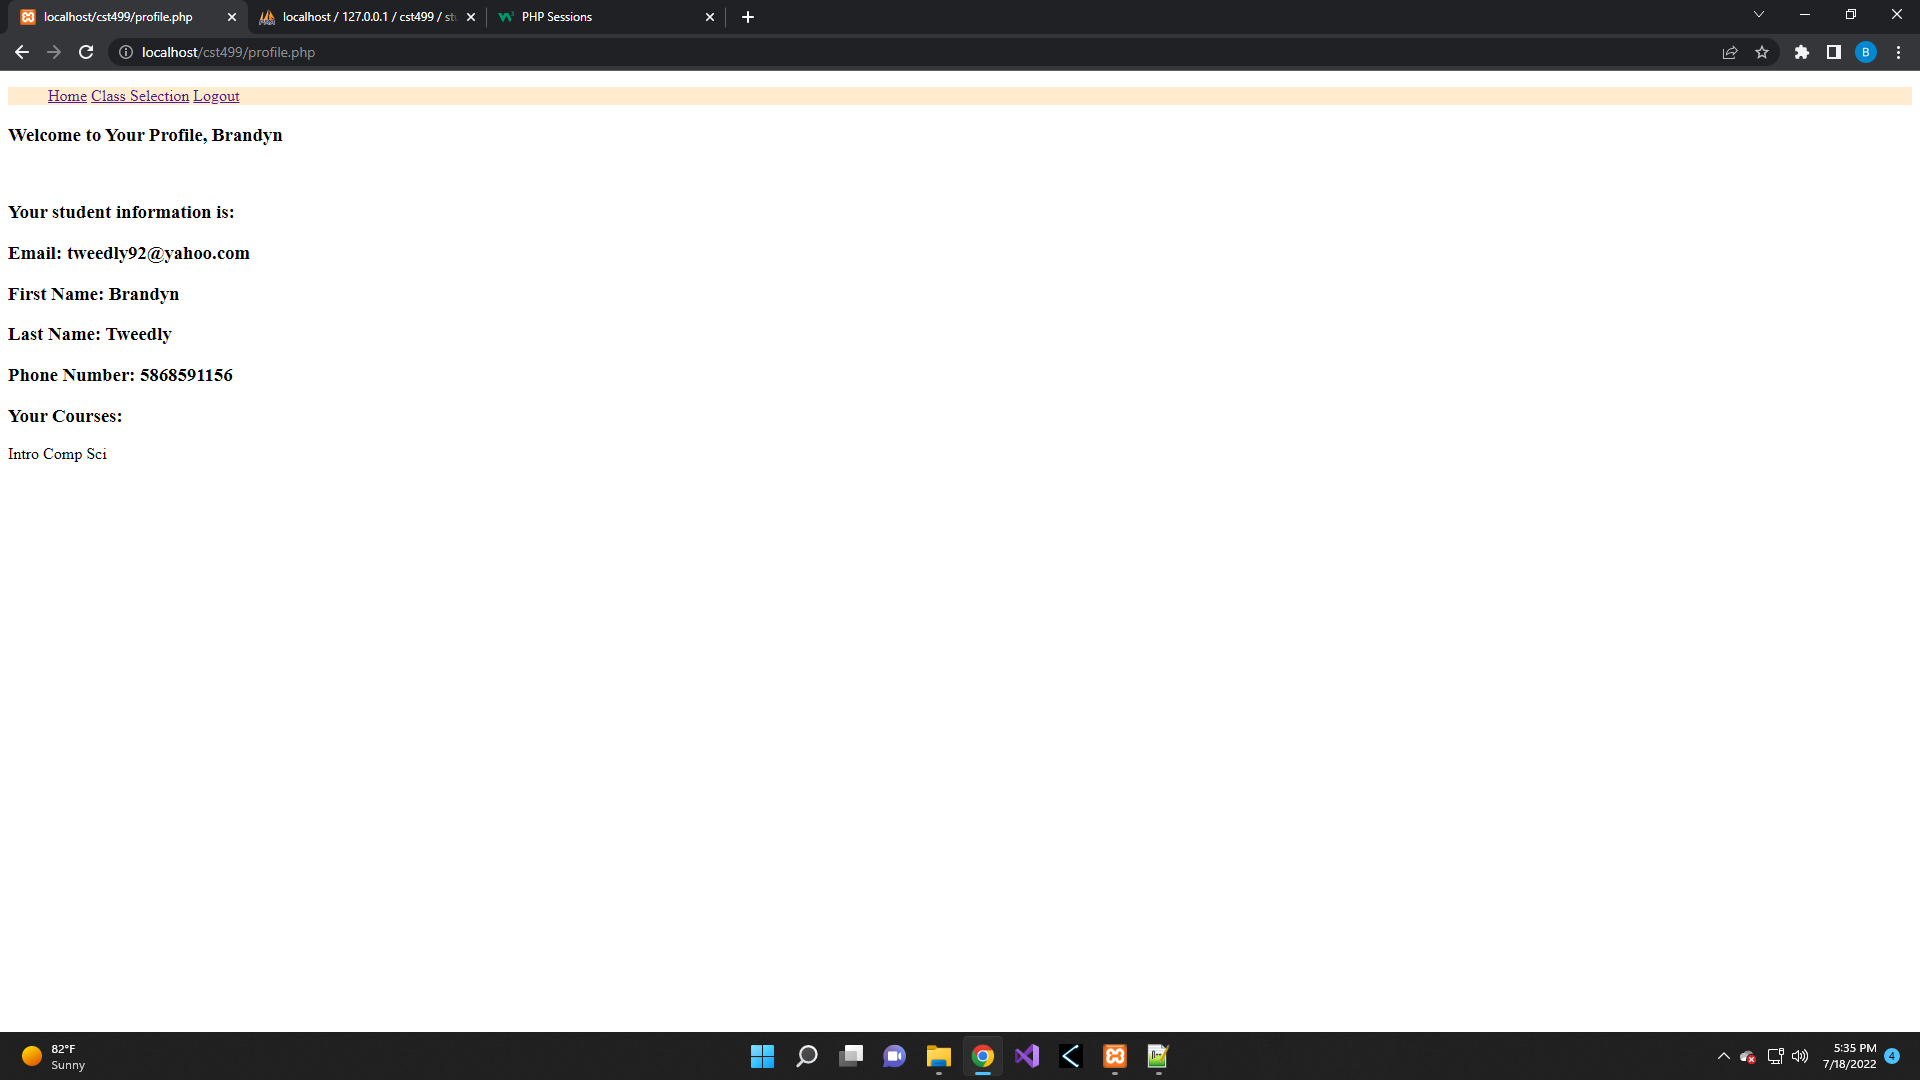 localhost/cst499/profile.php
localhost / 127.0.0.1 / cst499 / stu
PHP Sessions
localhost/cst499/profile.php
B
Home Class Selection Logout
Welcome to Your Profile, Brandyn
Your student information is:
Email: tweedly92@yahoo.com
First Name: Brandyn
Last Name: Tweedly
Phone Number: 5868591156
Your Courses:
Intro Comp Sci
82°F
Sunny
5:35 PM
7/18/2022
4